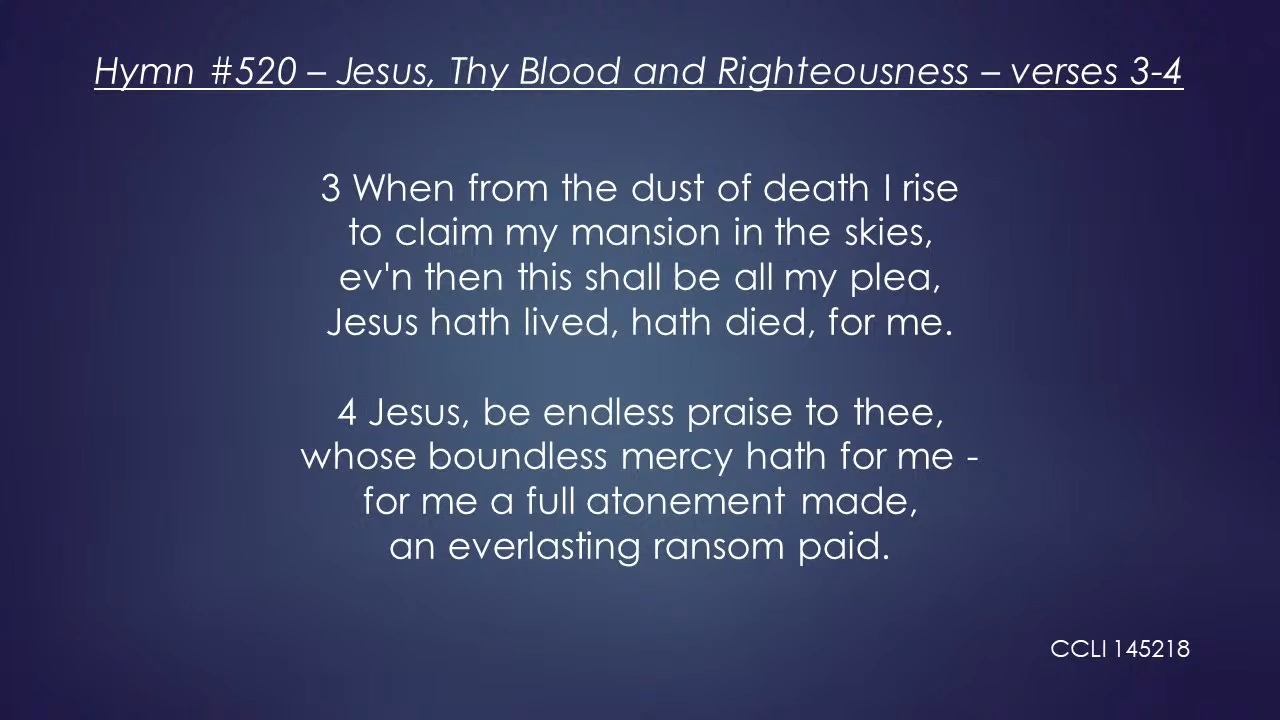 Hymn #520 – Jesus, Thy Blood and Righteousness – verses 3-4
3 When from the dust of death I rise
to claim my mansion in the skies,
ev'n then this shall be all my plea,
Jesus hath lived, hath died, for me.
4 Jesus, be endless praise to thee,
whose boundless mercy hath for me -
for me a full atonement made,
an everlasting ransom paid.
CCLI 145218